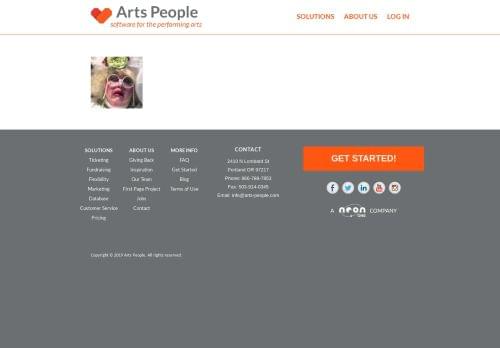 Arts People
software for the performing arts
SOLUTIONS ABOUT US LOG IN
SOLUTIONS
Ticketing
Fundraising
Flexibility
Marketing
Database
Customer Service
Pricing
ABOUT US
Giving Back
Inspiration
Our Team
First Page Project
Jobs
Contact
MORE INFO
FAQ
Get Started
Blog
Terms of Use
CONTACT
2410 N Lombard St
Portland OR 97217
Phone: 866-788-7853
Fax: 503-914-0345
Email: info@arts-people.com
GET STARTED!
A neon one COMPANY
Copyright © 2019 Arts People. All rights reserved.